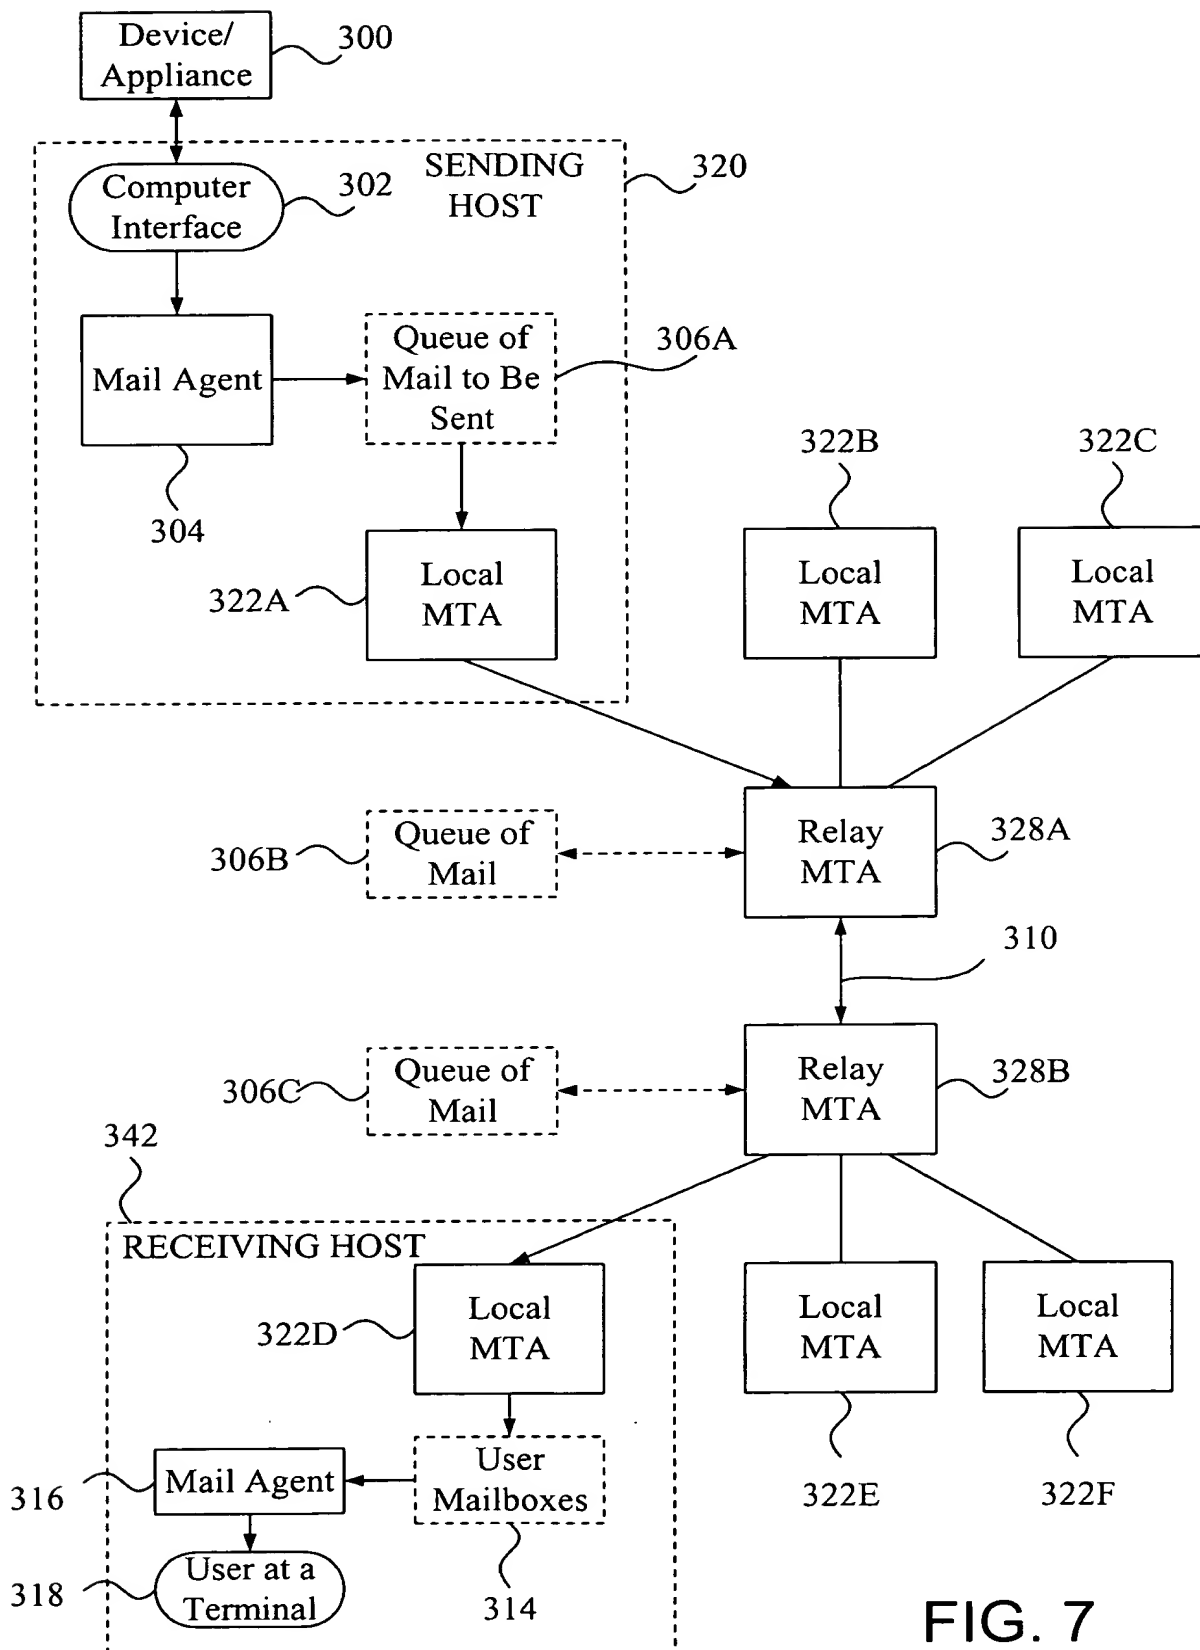 Device/
Appliance
300
Computer
Interface
302
SENDING
HOST
320
Mail Agent
304
Queue of
Mail to Be
Sent
306A
Local
MTA
322A
322B
Local
MTA
322C
Local
MTA
Queue of
Mail
306B
Relay
MTA
328A
310
Queue of
Mail
306C
Relay
MTA
328B
342
RECEIVING HOST
Local
MTA
322D
Local
MTA
322E
Local
MTA
322F
User
Mailboxes
314
Mail Agent
316
User at a
Terminal
318
FIG. 7